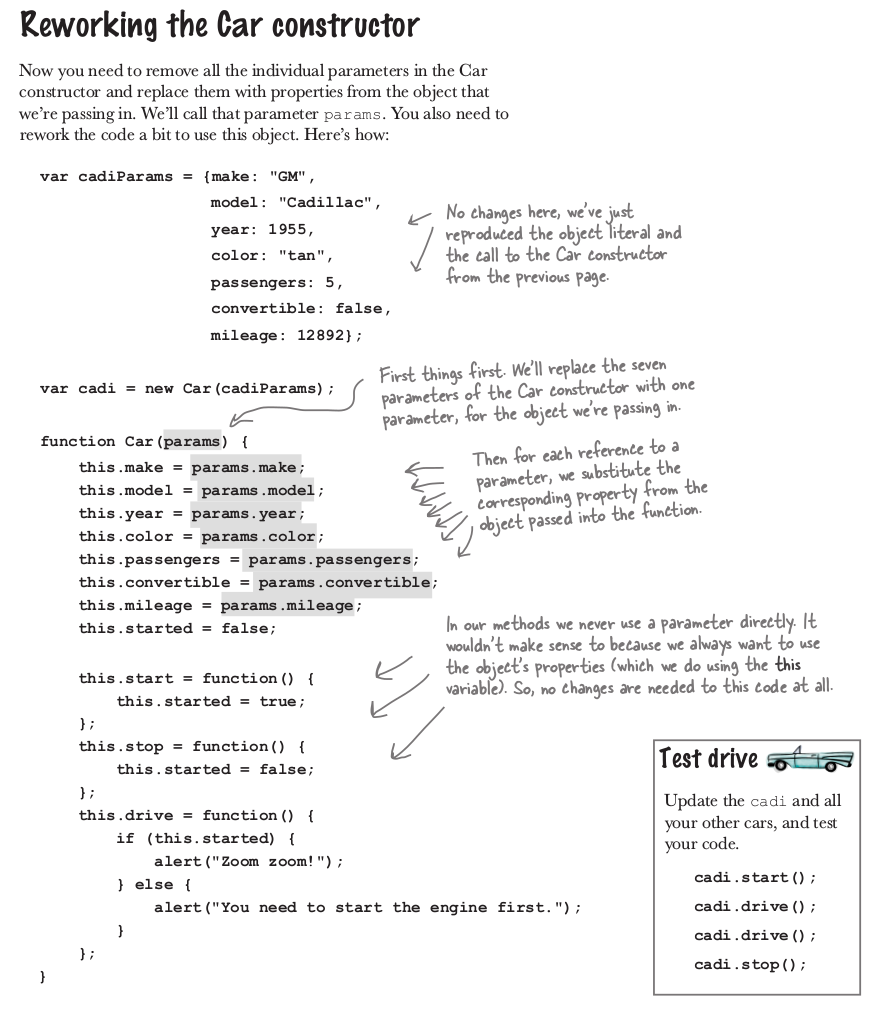 Reworking the Car constructor
Now you need to remove all the individual parameters in the Car
constructor and replace them with properties from the object that
we're passing in. We'll call that parameter params. You also need to
rework the code a bit to use this object. Here's how:
var cadiParams = {make: "GM",
model: "Cadillac",
year: 1955,
color: "tan",
passengers: 5,
convertible: false,
mileage: 12892};
No changes here, we've just
reproduced the object literal and
the call to the Car constructor
from the previous page.
var cadi = new Car(cadiParams);
First things first. We'll replace the seven
parameters of the Car constructor with one
parameter, for the object we're passing in.
function Car(params) {
this.make = params.make;
this.model = params.model;
this.year = params.year;
this.color = params.color;
this.passengers = params.passengers;
this.convertible = params.convertible;
this.mileage = params.mileage;
this.started = false;
Then for each reference to a
parameter, we substitute the
corresponding property from the
object passed into the function.
In our methods we never use a parameter directly. It
wouldn't make sense to because we always want to use
the object's properties (which we do using the this
variable). So, no changes are needed to this code at all.
this.start = function() {
this.started = true;
};
this.stop = function() {
this.started = false;
};
this.drive = function() {
if (this.started) {
alert("Zoom zoom!");
} else {
alert("You need to start the engine first.");
}
};
}
Test drive
Update the cadi and all
your other cars, and test
your code.
cadi.start();
cadi.drive();
cadi.drive();
cadi.stop();